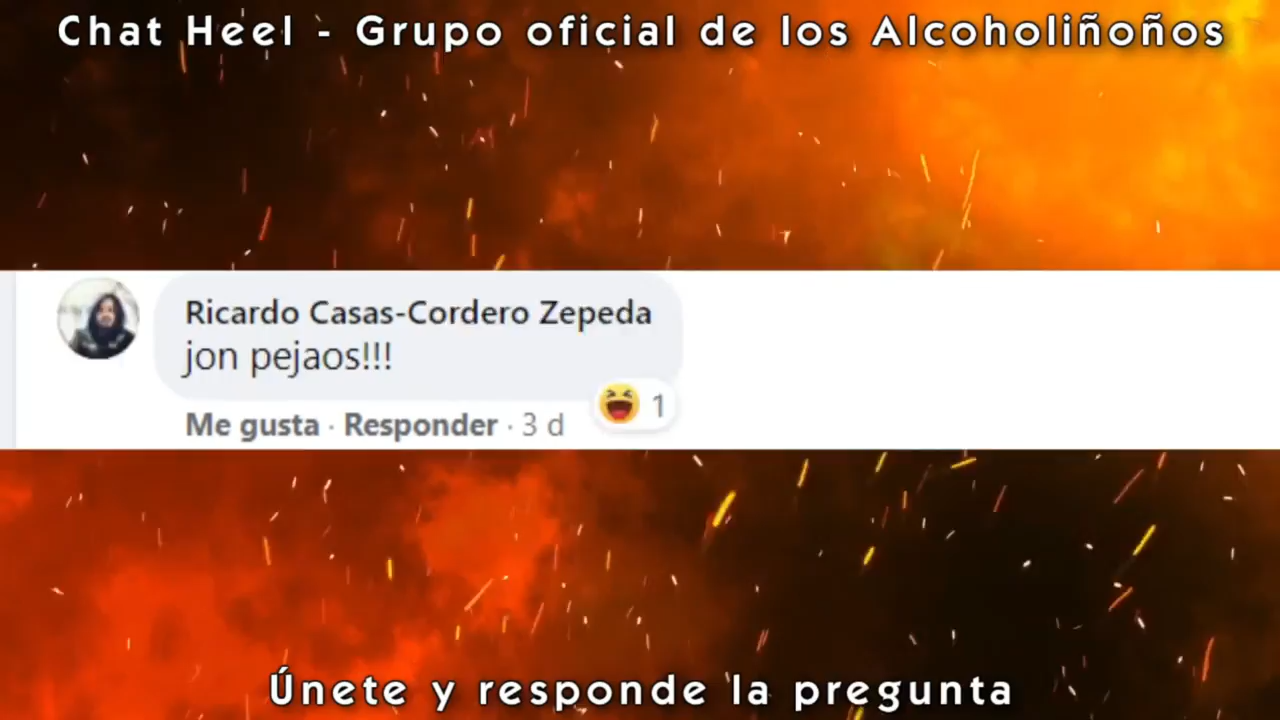 Chat Heel - Grupo oficial de los Alcoholiñoños
Ricardo Casas-Cordero Zepeda
jon pejaos!!!
Me gusta · Responder · 3 d
1
Únete y responde la pregunta